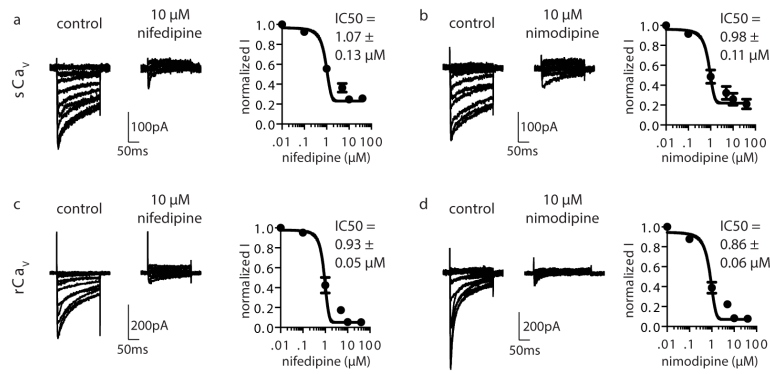 a
control
10 µM
nifedipine
sCaV
100pA
50ms
normalized I
1.0
0.8
0.6
0.4
0.2
0.0
.01 .1 1 10 100
nifedipine (µM)
IC50 =
1.07 ±
0.13 µM
b
control
10 µM
nimodipine
100pA
50ms
normalized I
1.0
0.8
0.6
0.4
0.2
0.0
.01 .1 1 10 100
nimodipine (µM)
IC50 =
0.98 ±
0.11 µM
c
control
10 µM
nifedipine
rCaV
200pA
50ms
normalized I
1.0
0.8
0.6
0.4
0.2
0.0
.01 .1 1 10 100
nifedipine (µM)
IC50 =
0.93 ±
0.05 µM
d
control
10 µM
nimodipine
200pA
50ms
normalized I
1.0
0.8
0.6
0.4
0.2
0.0
.01 .1 1 10 100
nimodipine (µM)
IC50 =
0.86 ±
0.06 µM